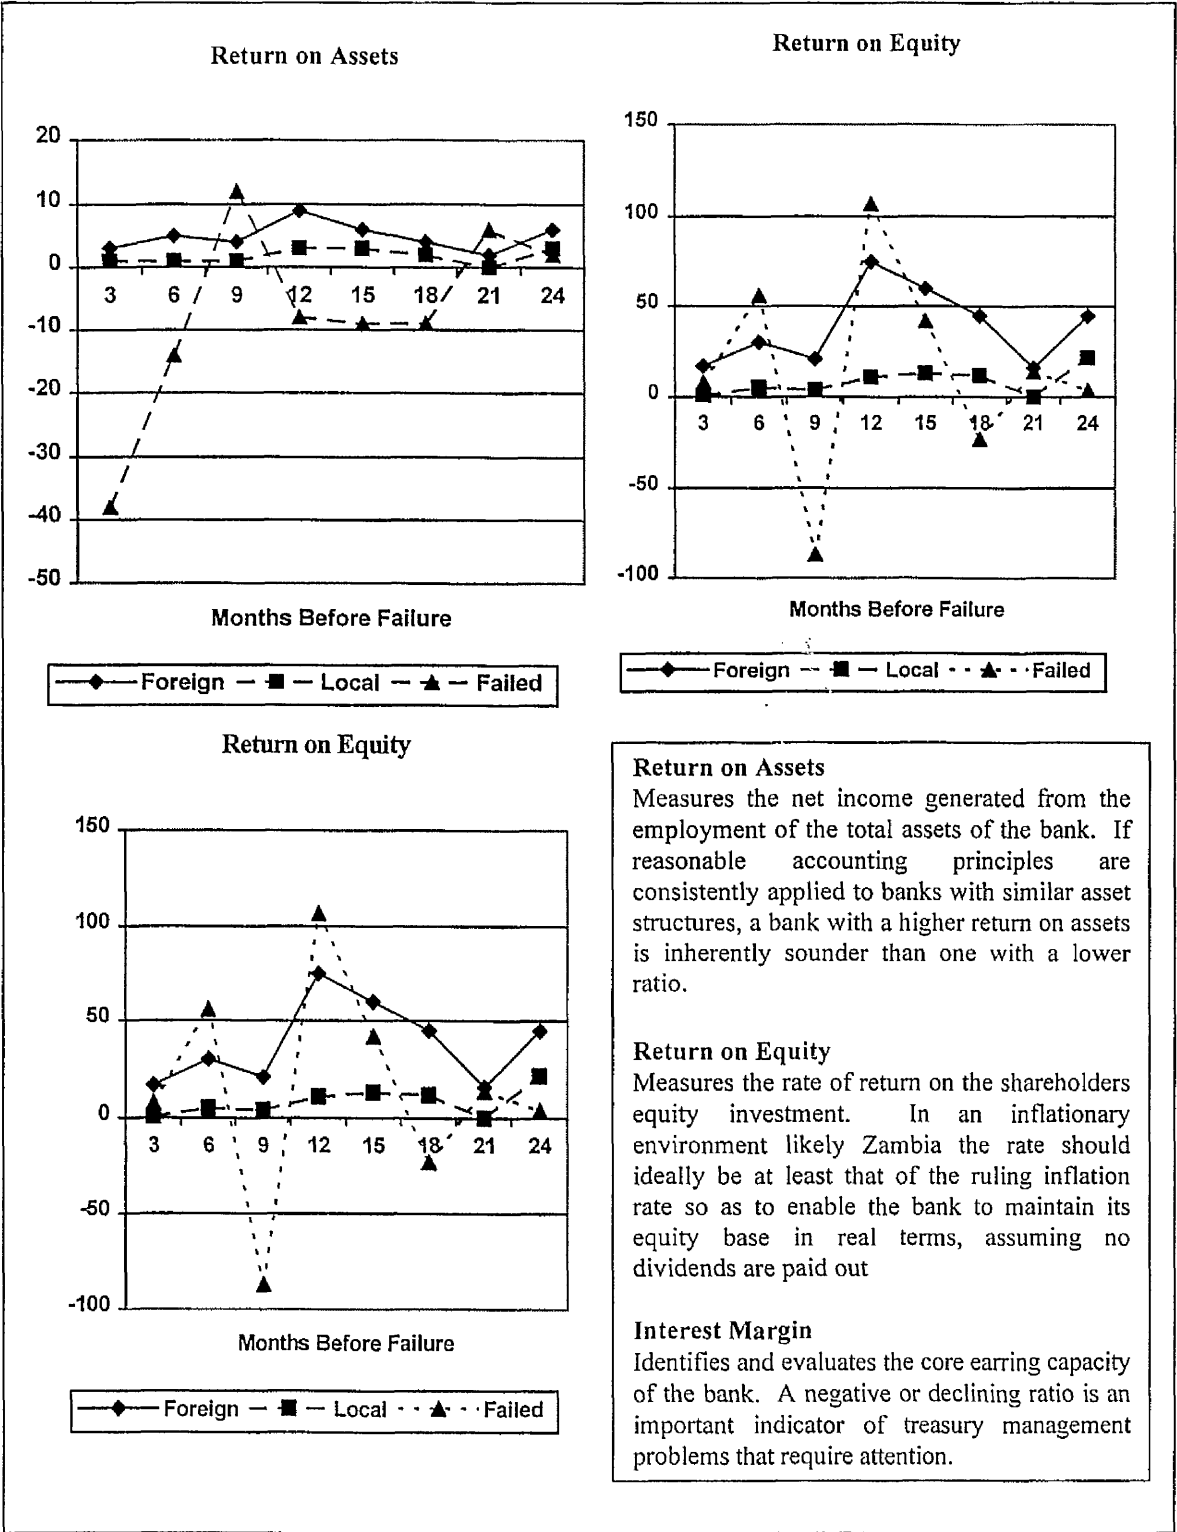 Return on Assets
20
10
0
-10
-20
-30
-40
-50
3 6 9 12 15 18 21 24
Months Before Failure
Foreign Local Failed
Return on Equity
150
100
50
0
-50
-100
3 6 9 12 15 18 21 24
Months Before Failure
Foreign Local Failed
Return on Equity
150
100
50
0
-50
-100
3 6 9 12 15 18 21 24
Months Before Failure
Foreign Local Failed
Return on Assets
Measures the net income generated from the
employment of the total assets of the bank. If
reasonable accounting principles are
consistently applied to banks with similar asset
structures, a bank with a higher return on assets
is inherently sounder than one with a lower
ratio.
Return on Equity
Measures the rate of return on the shareholders
equity investment. In an inflationary
environment likely Zambia the rate should
ideally be at least that of the ruling inflation
rate so as to enable the bank to maintain its
equity base in real terms, assuming no
dividends are paid out
Interest Margin
Identifies and evaluates the core earring capacity
of the bank. A negative or declining ratio is an
important indicator of treasury management
problems that require attention.